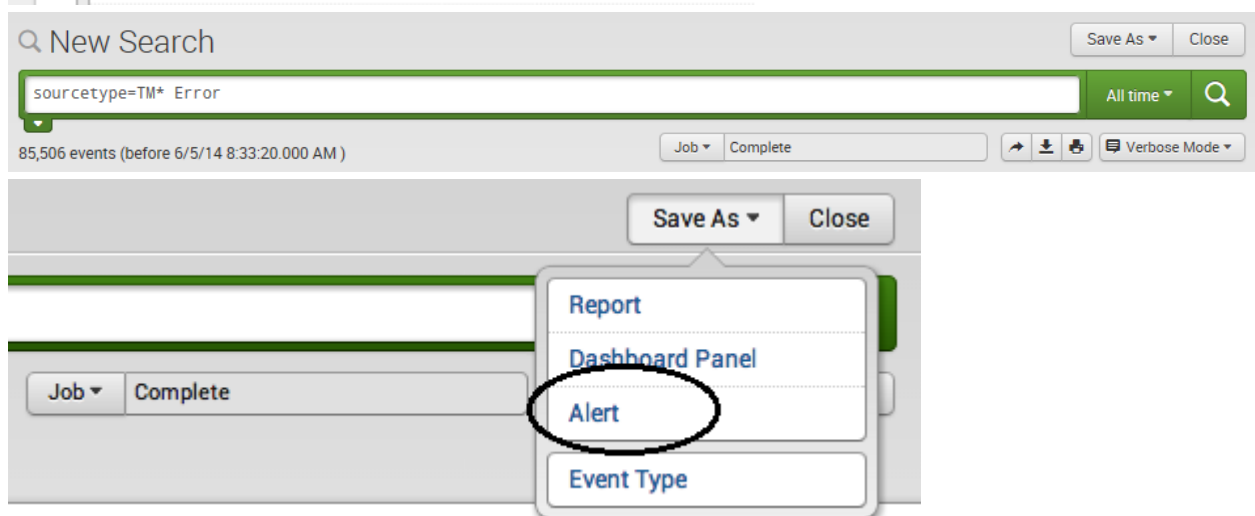 New Search
Save As Close
sourcetype=TM* Error
All time
85,506 events (before 6/5/14 8:33:20.000 AM )
Job Complete
Verbose Mode
Save As Close
Report
Dashboard Panel
Job Complete
Alert
Event Type